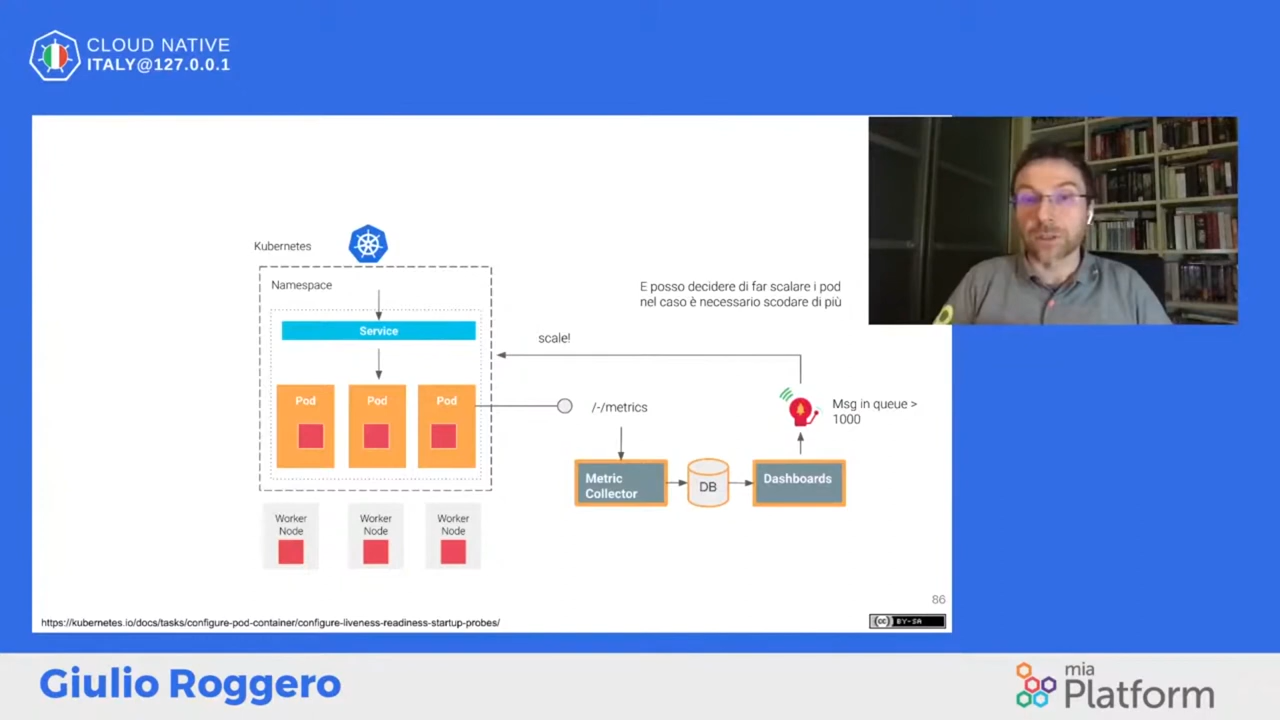 CLOUD NATIVE
ITALY@127.0.0.1
Kubernetes
Namespace
Service
Pod
Pod
Pod
E posso decidere di far scalare i pod
nel caso è necessario scodare di più
scale!
/-/metrics
Msg in queue >
1000
Metric
Collector
DB
Dashboards
Worker
Node
Worker
Node
Worker
Node
86
https://kubernetes.io/docs/tasks/configure-pod-container/configure-liveness-readiness-startup-probes/
cc BY-SA
Giulio Roggero
mia
Platform